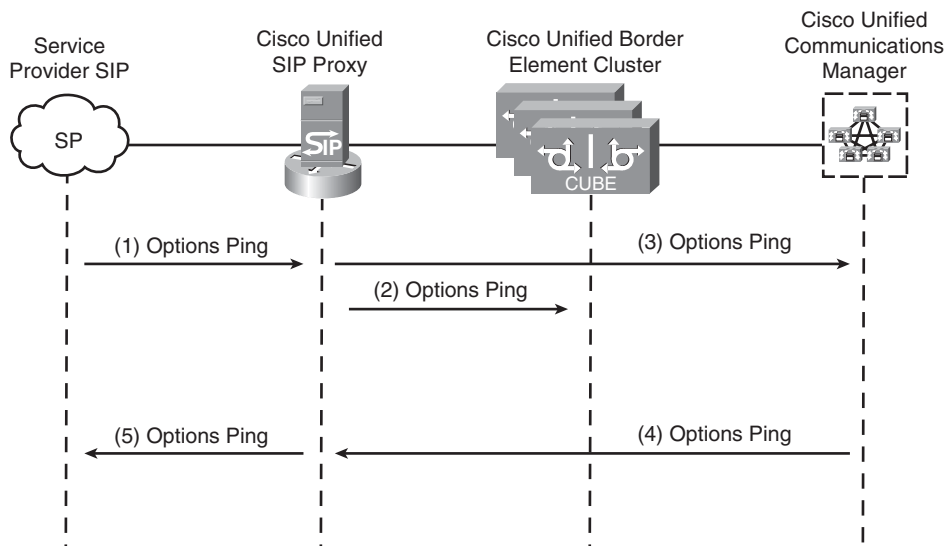 Service
Provider SIP
Cisco Unified
SIP Proxy
Cisco Unified Border
Element Cluster
Cisco Unified
Communications
Manager
SP
SIP
CUBE
(1) Options Ping
(3) Options Ping
(2) Options Ping
(5) Options Ping
(4) Options Ping